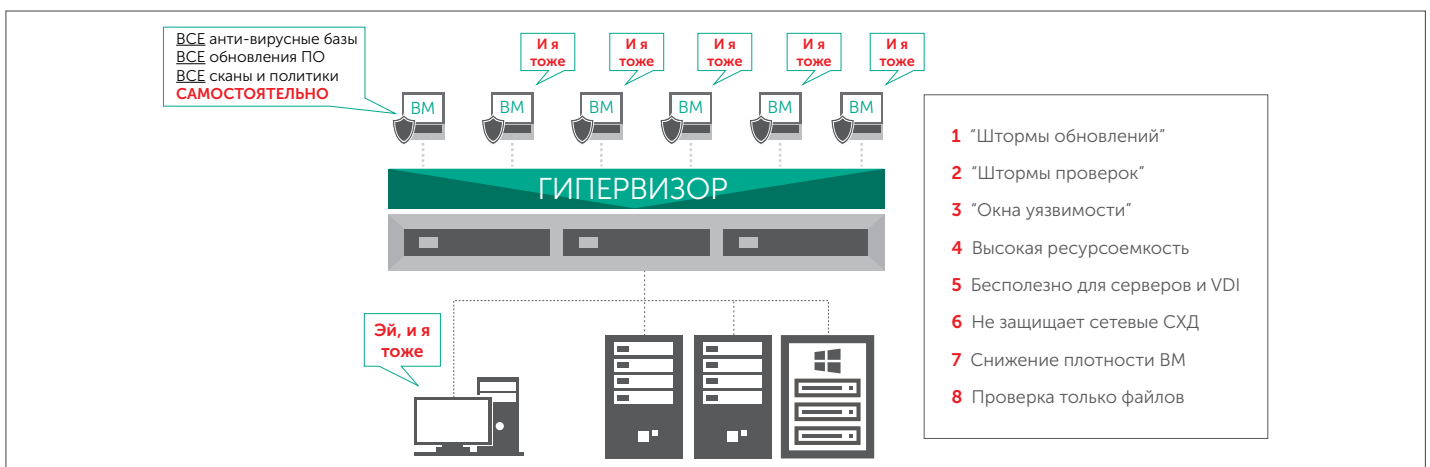 ВСЕ анти-вирусные базы
ВСЕ обновления ПО
ВСЕ сканы и политики
САМОСТОЯТЕЛЬНО
И я
тоже
И я
тоже
И я
тоже
И я
тоже
И я
тоже
ВМ
ВМ
ВМ
ВМ
ВМ
ВМ
ГИПЕРВИЗОР
Эй, и я
тоже
1 "Штормы обновлений"
2 "Штормы проверок"
3 "Окна уязвимости"
4 Высокая ресурсоемкость
5 Бесполезно для серверов и VDI
6 Не защищает сетевые СХД
7 Снижение плотности ВМ
8 Проверка только файлов